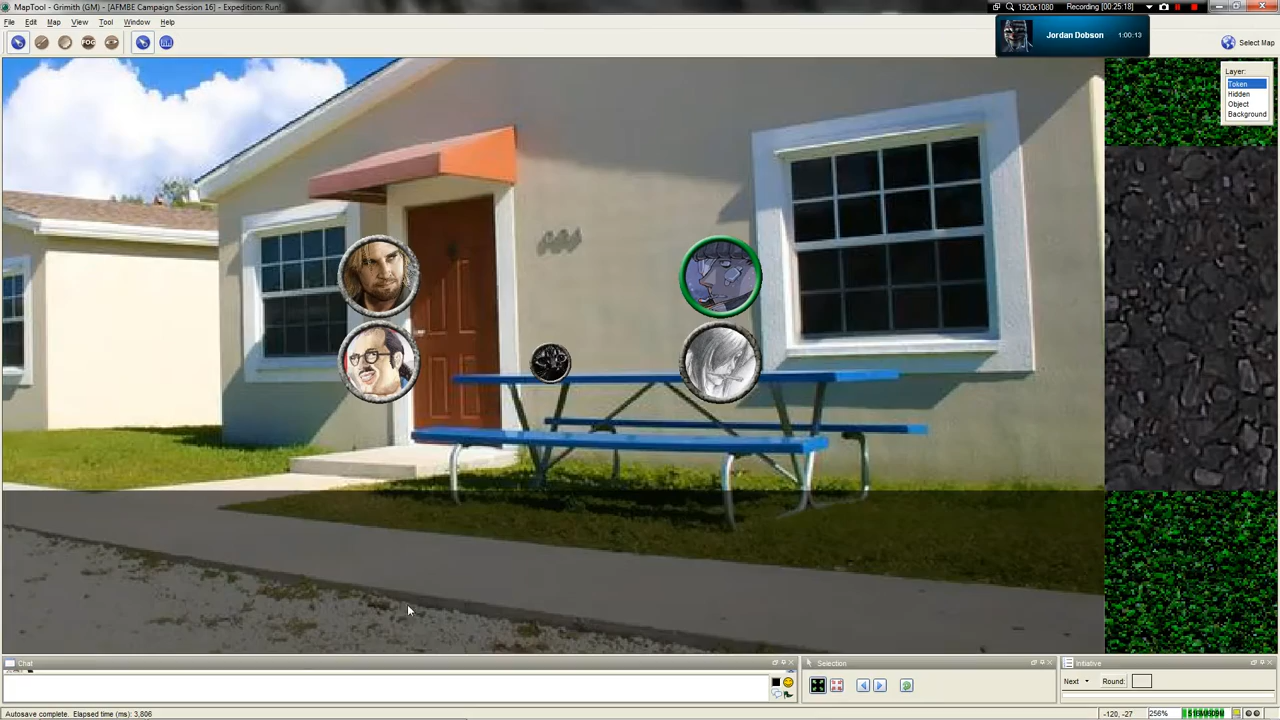 MapTool - Grimith (GM) - [AFMBE Campaign Session 16] - Expedition: Run!
1920x1080
Recording [00:25:18]
File Edit Map View Tool Window Help
Jordan Dobson 1:00:13
FOG
Select Map
Layer:
Token
Hidden
Object
Background
Chat
Selection
Initiative
Next
Round:
Autosave complete. Elapsed time (ms): 3,806
-120, -27
256%